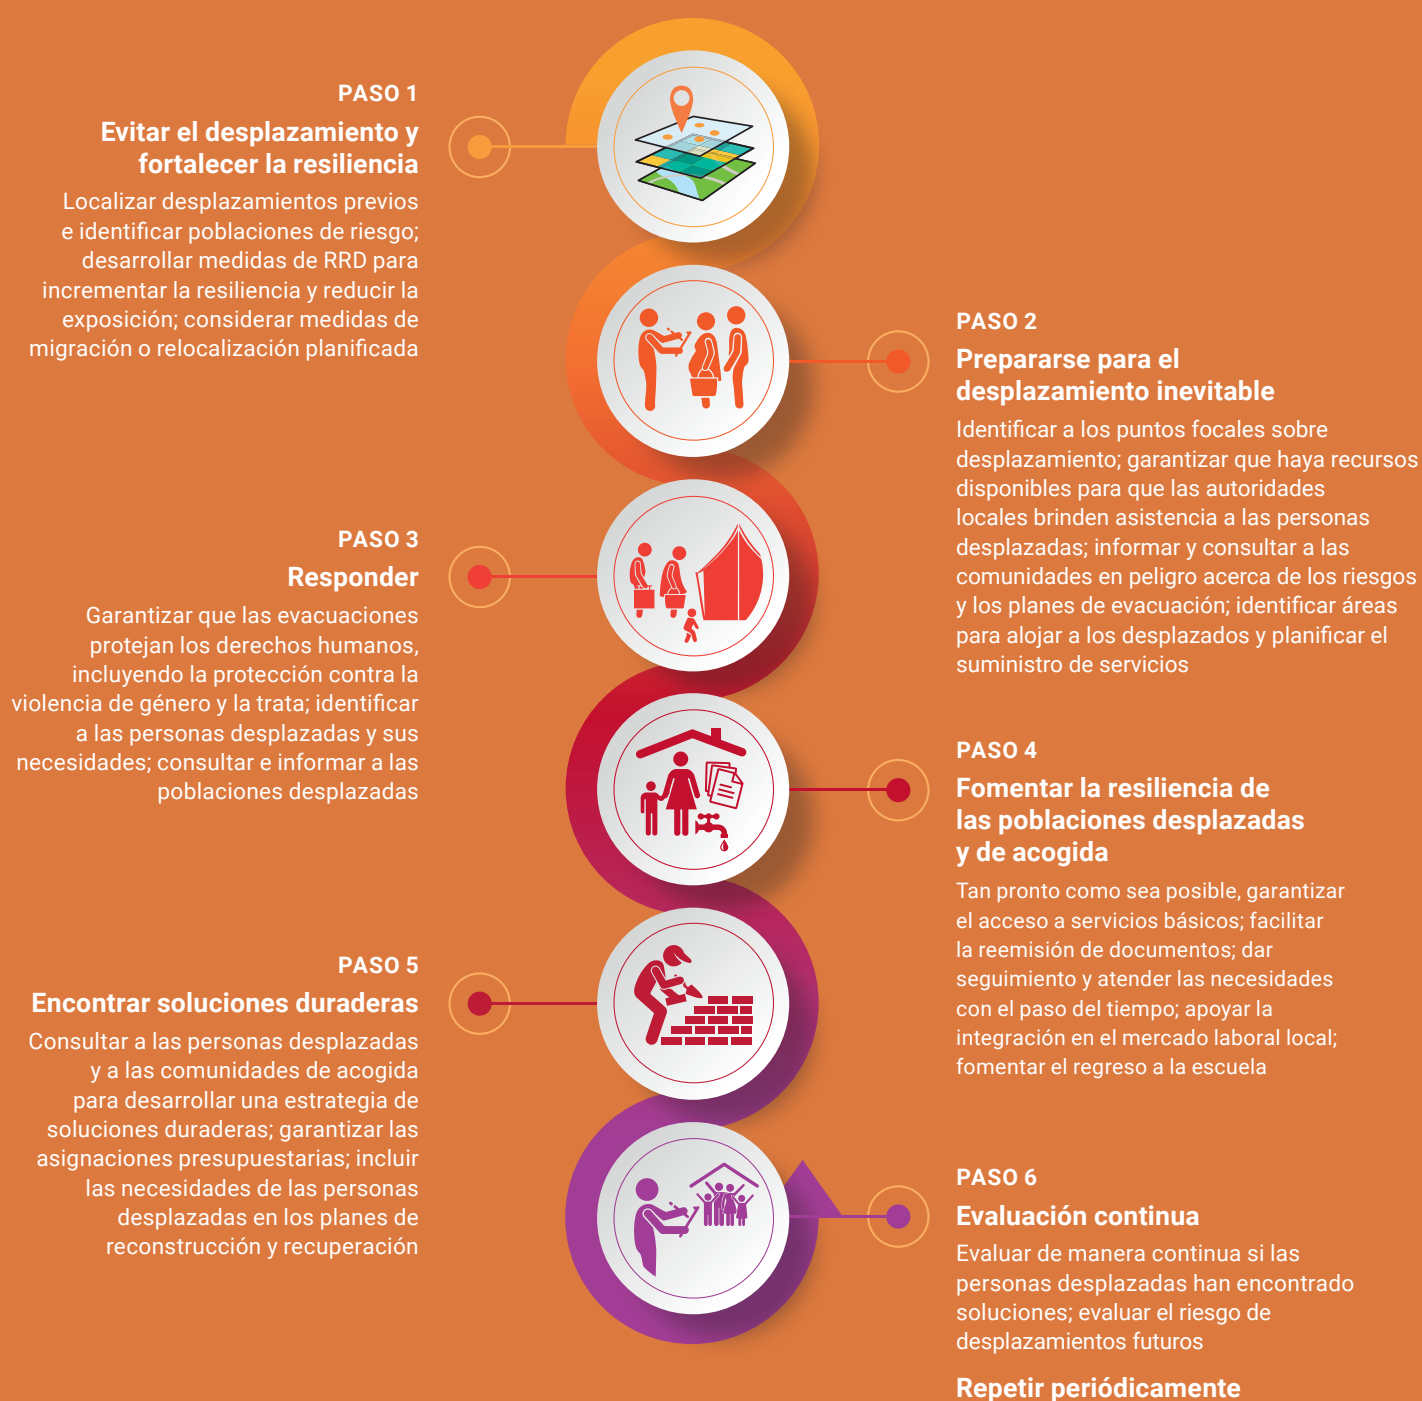 PASO 1
Evitar el desplazamiento y
fortalecer la resiliencia
Localizar desplazamientos previos
e identificar poblaciones de riesgo;
desarrollar medidas de RRD para
incrementar la resiliencia y reducir la
exposición; considerar medidas de
migración o relocalización planificada
PASO 2
Prepararse para el
desplazamiento inevitable
Identificar a los puntos focales sobre
desplazamiento; garantizar que haya recursos
disponibles para que las autoridades
locales brinden asistencia a las personas
desplazadas; informar y consultar a las
comunidades en peligro acerca de los riesgos
y los planes de evacuación; identificar áreas
para alojar a los desplazados y planificar el
suministro de servicios
PASO 3
Responder
Garantizar que las evacuaciones
protejan los derechos humanos,
incluyendo la protección contra la
violencia de género y la trata; identificar
a las personas desplazadas y sus
necesidades; consultar e informar a las
poblaciones desplazadas
PASO 4
Fomentar la resiliencia de
las poblaciones desplazadas
y de acogida
Tan pronto como sea posible, garantizar
el acceso a servicios básicos; facilitar
la reemisión de documentos; dar
seguimiento y atender las necesidades
con el paso del tiempo; apoyar la
integración en el mercado laboral local;
fomentar el regreso a la escuela
PASO 5
Encontrar soluciones duraderas
Consultar a las personas desplazadas
y a las comunidades de acogida
para desarrollar una estrategia de
soluciones duraderas; garantizar las
asignaciones presupuestarias; incluir
las necesidades de las personas
desplazadas en los planes de
reconstrucción y recuperación
PASO 6
Evaluación continua
Evaluar de manera continua si las
personas desplazadas han encontrado
soluciones; evaluar el riesgo de
desplazamientos futuros
Repetir periódicamente